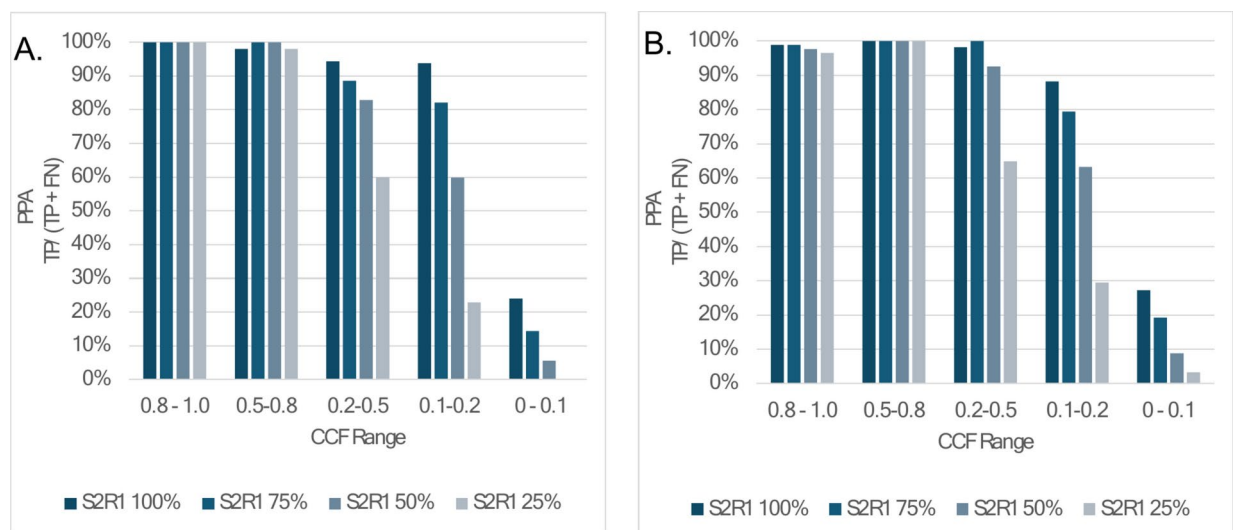 A.
100%
90%
80%
70%
60%
50%
40%
30%
20%
10%
0%
PPA
TP/ (TP + FN)
0.8 - 1.0 0.5-0.8 0.2-0.5 0.1-0.2 0 - 0.1
CCF Range
S2R1 100% S2R1 75% S2R1 50% S2R1 25%
B.
100%
90%
80%
70%
60%
50%
40%
30%
20%
10%
0%
PPA
TP/ (TP + FN)
0.8 - 1.0 0.5-0.8 0.2-0.5 0.1-0.2 0 - 0.1
CCF Range
S2R1 100% S2R1 75% S2R1 50% S2R1 25%